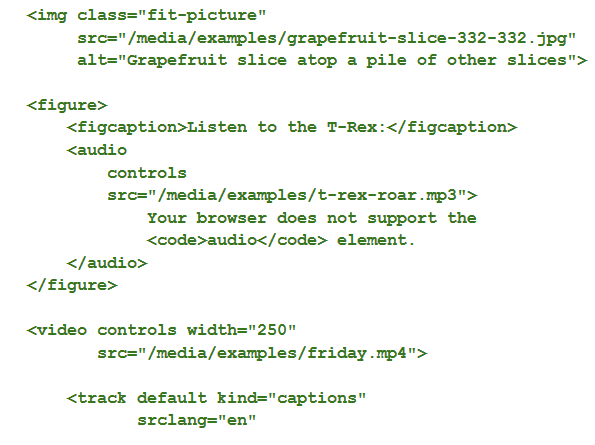 <img class="fit-picture"
     src="/media/examples/grapefruit-slice-332-332.jpg"
     alt="Grapefruit slice atop a pile of other slices">

<figure>
    <figcaption>Listen to the T-Rex:</figcaption>
    <audio
        controls
        src="/media/examples/t-rex-roar.mp3">
            Your browser does not support the
            <code>audio</code> element.
    </audio>
</figure>

<video controls width="250"
       src="/media/examples/friday.mp4">

    <track default kind="captions"
           srclang="en"